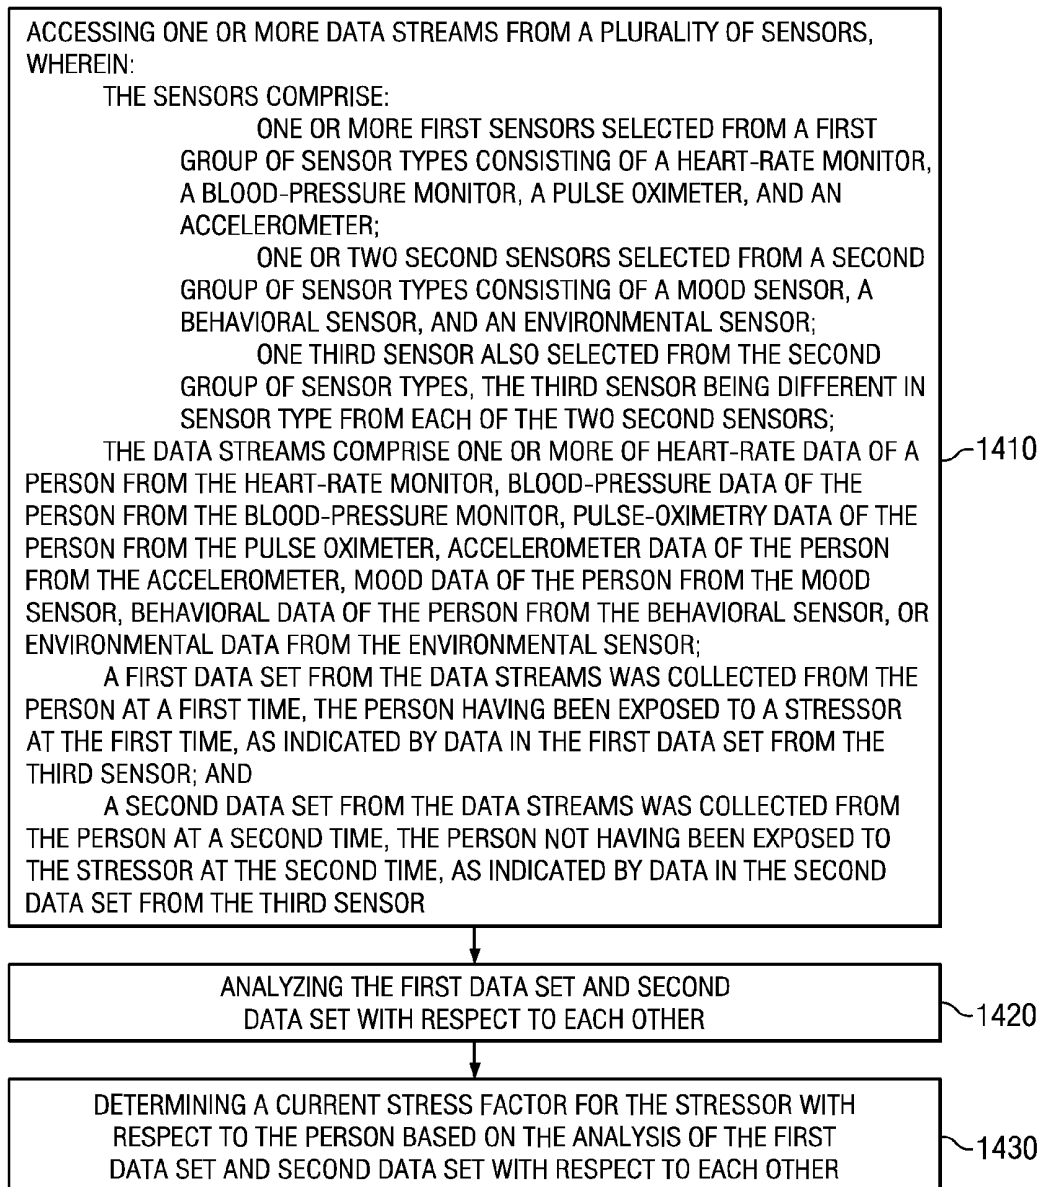 ACCESSING ONE OR MORE DATA STREAMS FROM A PLURALITY OF SENSORS,
WHEREIN:
THE SENSORS COMPRISE:
ONE OR MORE FIRST SENSORS SELECTED FROM A FIRST
GROUP OF SENSOR TYPES CONSISTING OF A HEART-RATE MONITOR,
A BLOOD-PRESSURE MONITOR, A PULSE OXIMETER, AND AN
ACCELEROMETER;
ONE OR TWO SECOND SENSORS SELECTED FROM A SECOND
GROUP OF SENSOR TYPES CONSISTING OF A MOOD SENSOR, A
BEHAVIORAL SENSOR, AND AN ENVIRONMENTAL SENSOR;
ONE THIRD SENSOR ALSO SELECTED FROM THE SECOND
GROUP OF SENSOR TYPES, THE THIRD SENSOR BEING DIFFERENT IN
SENSOR TYPE FROM EACH OF THE TWO SECOND SENSORS;
THE DATA STREAMS COMPRISE ONE OR MORE OF HEART-RATE DATA OF A
PERSON FROM THE HEART-RATE MONITOR, BLOOD-PRESSURE DATA OF THE
PERSON FROM THE BLOOD-PRESSURE MONITOR, PULSE-OXIMETRY DATA OF THE
PERSON FROM THE PULSE OXIMETER, ACCELEROMETER DATA OF THE PERSON
FROM THE ACCELEROMETER, MOOD DATA OF THE PERSON FROM THE MOOD
SENSOR, BEHAVIORAL DATA OF THE PERSON FROM THE BEHAVIORAL SENSOR, OR
ENVIRONMENTAL DATA FROM THE ENVIRONMENTAL SENSOR;
A FIRST DATA SET FROM THE DATA STREAMS WAS COLLECTED FROM THE
PERSON AT A FIRST TIME, THE PERSON HAVING BEEN EXPOSED TO A STRESSOR
AT THE FIRST TIME, AS INDICATED BY DATA IN THE FIRST DATA SET FROM THE
THIRD SENSOR; AND
A SECOND DATA SET FROM THE DATA STREAMS WAS COLLECTED FROM
THE PERSON AT A SECOND TIME, THE PERSON NOT HAVING BEEN EXPOSED TO
THE STRESSOR AT THE SECOND TIME, AS INDICATED BY DATA IN THE SECOND
DATA SET FROM THE THIRD SENSOR
1410
ANALYZING THE FIRST DATA SET AND SECOND
DATA SET WITH RESPECT TO EACH OTHER
1420
DETERMINING A CURRENT STRESS FACTOR FOR THE STRESSOR WITH
RESPECT TO THE PERSON BASED ON THE ANALYSIS OF THE FIRST
DATA SET AND SECOND DATA SET WITH RESPECT TO EACH OTHER
1430